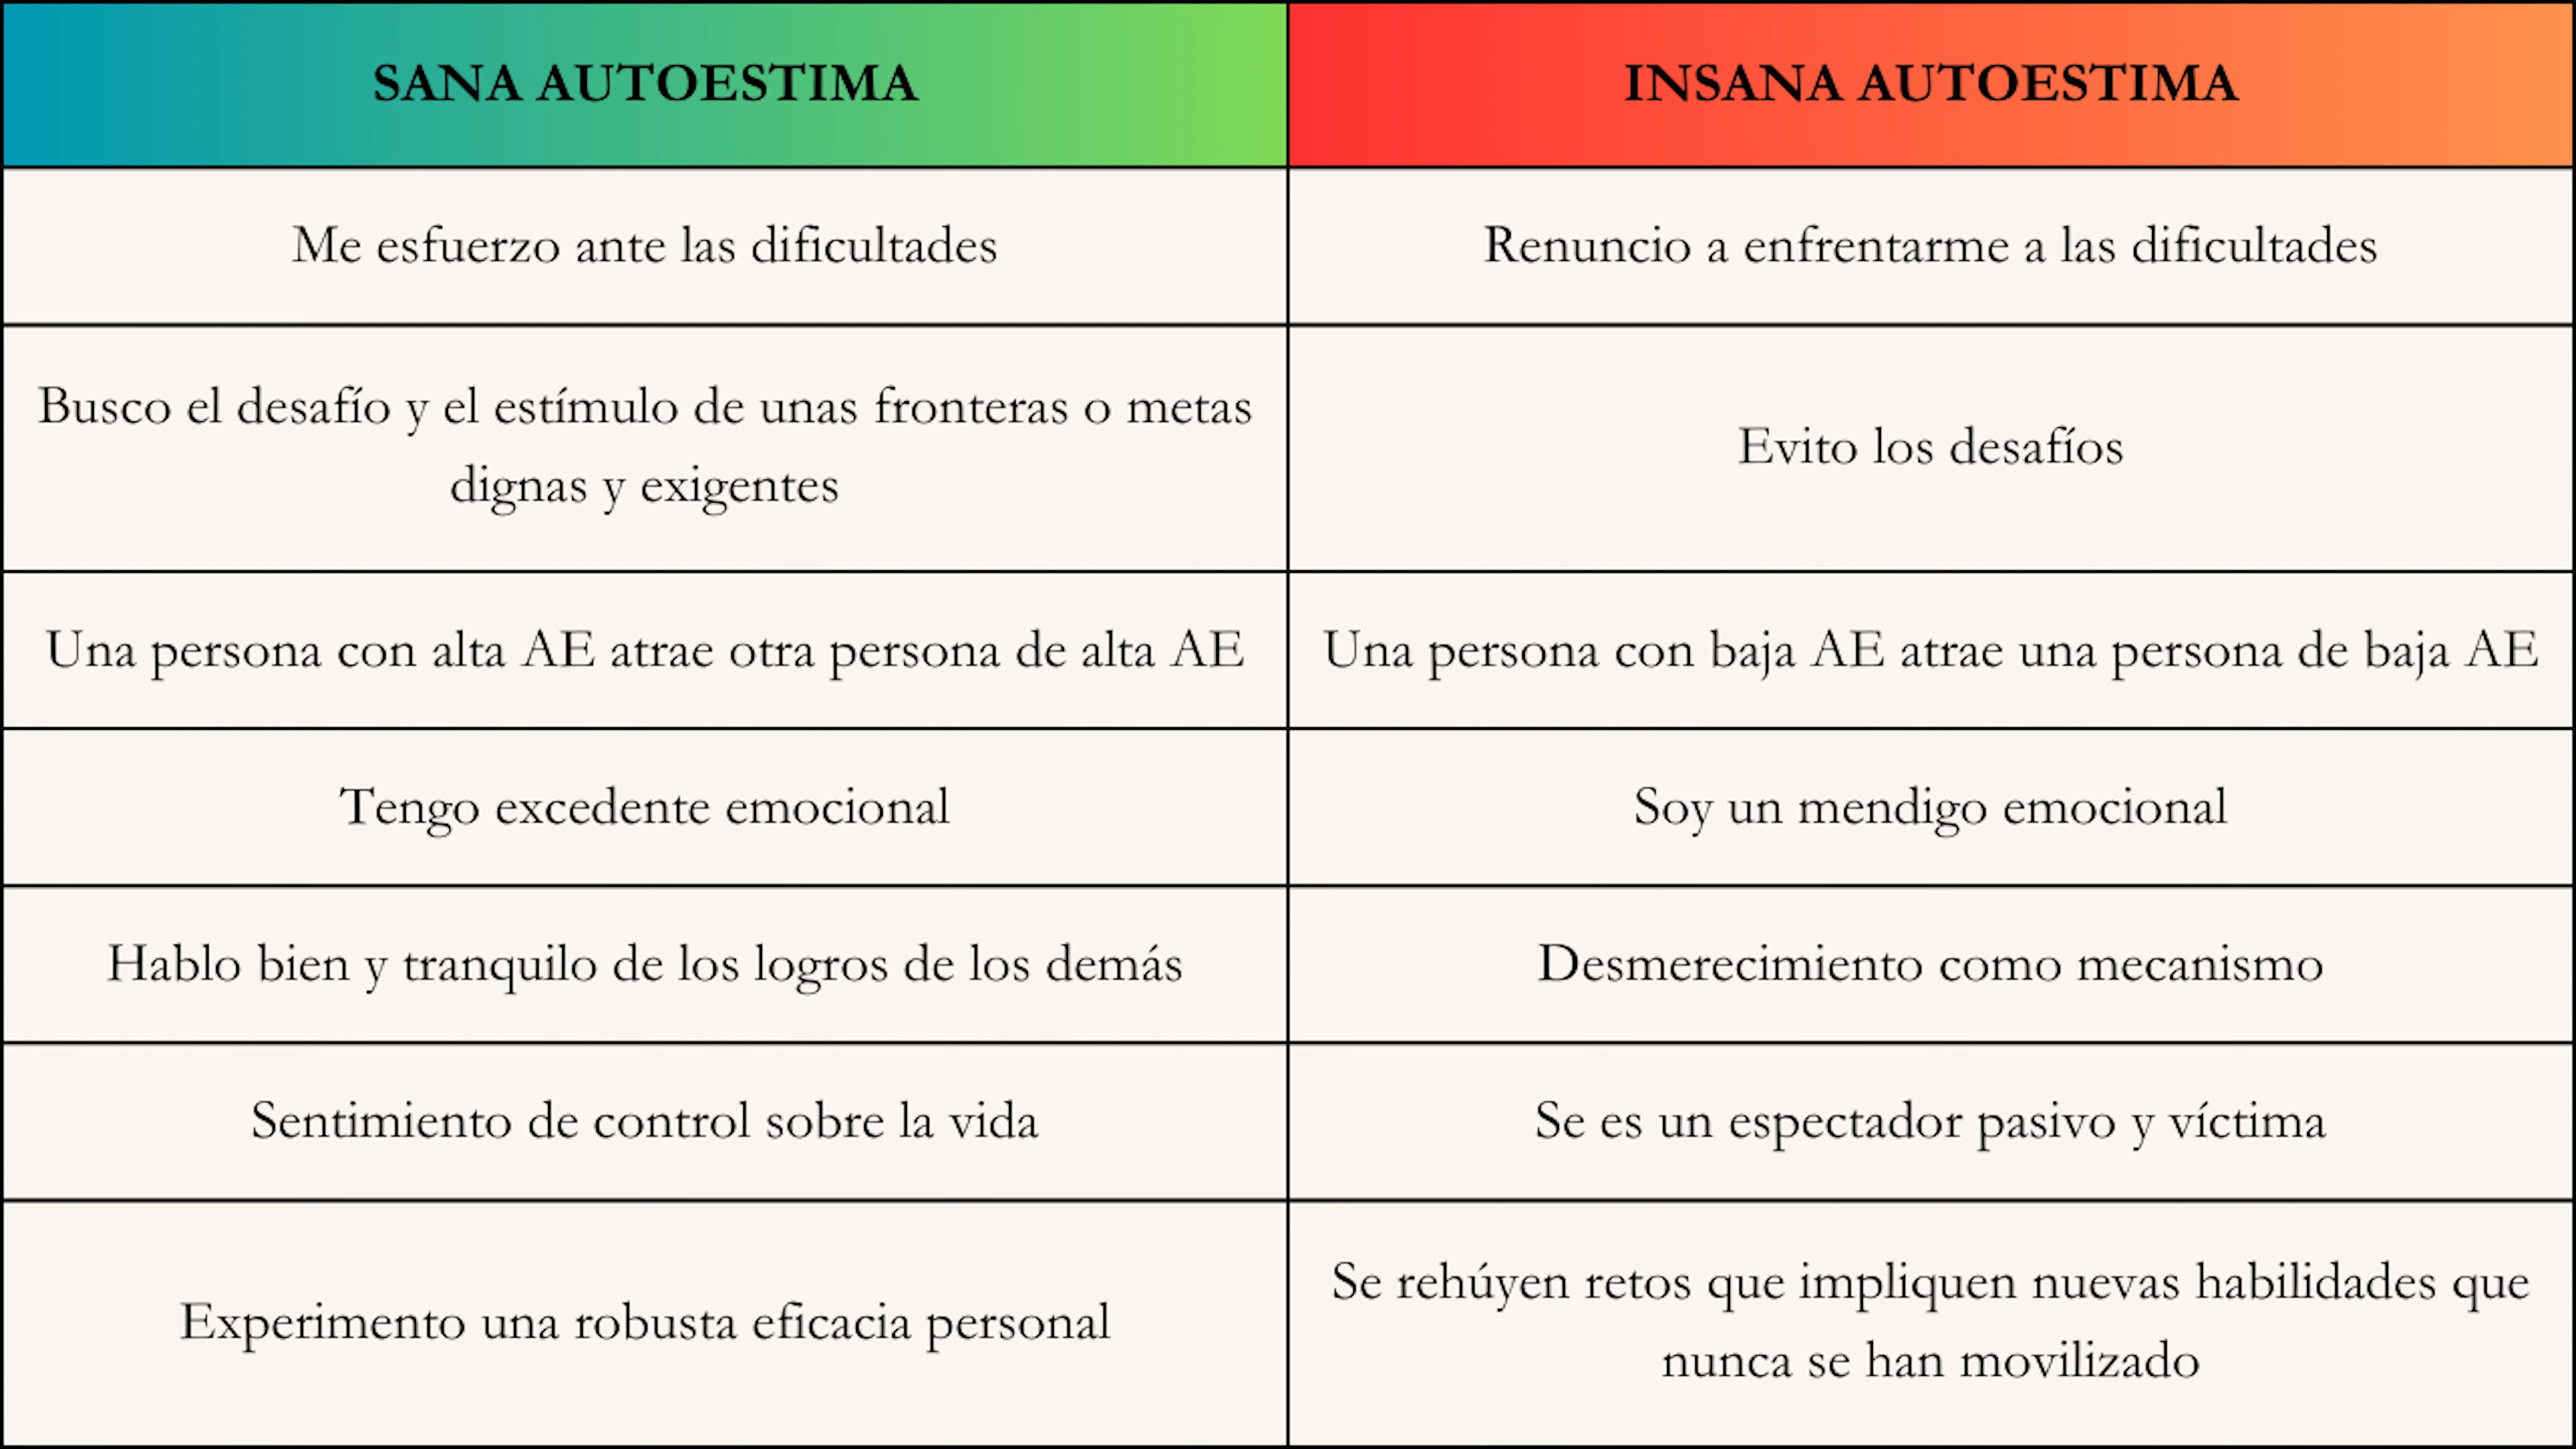 SANA AUTOESTIMA
INSANA AUTOESTIMA
Me esfuerzo ante las dificultades
Renuncio a enfrentarme a las dificultades
Busco el desafío y el estímulo de unas fronteras o metas
dignas y exigentes
Evito los desafíos
Una persona con alta AE atrae otra persona de alta AE
Una persona con baja AE atrae una persona de baja AE
Tengo excedente emocional
Soy un mendigo emocional
Hablo bien y tranquilo de los logros de los demás
Desmerecimiento como mecanismo
Sentimiento de control sobre la vida
Se es un espectador pasivo y víctima
Experimento una robusta eficacia personal
Se rehúyen retos que impliquen nuevas habilidades que
nunca se han movilizado